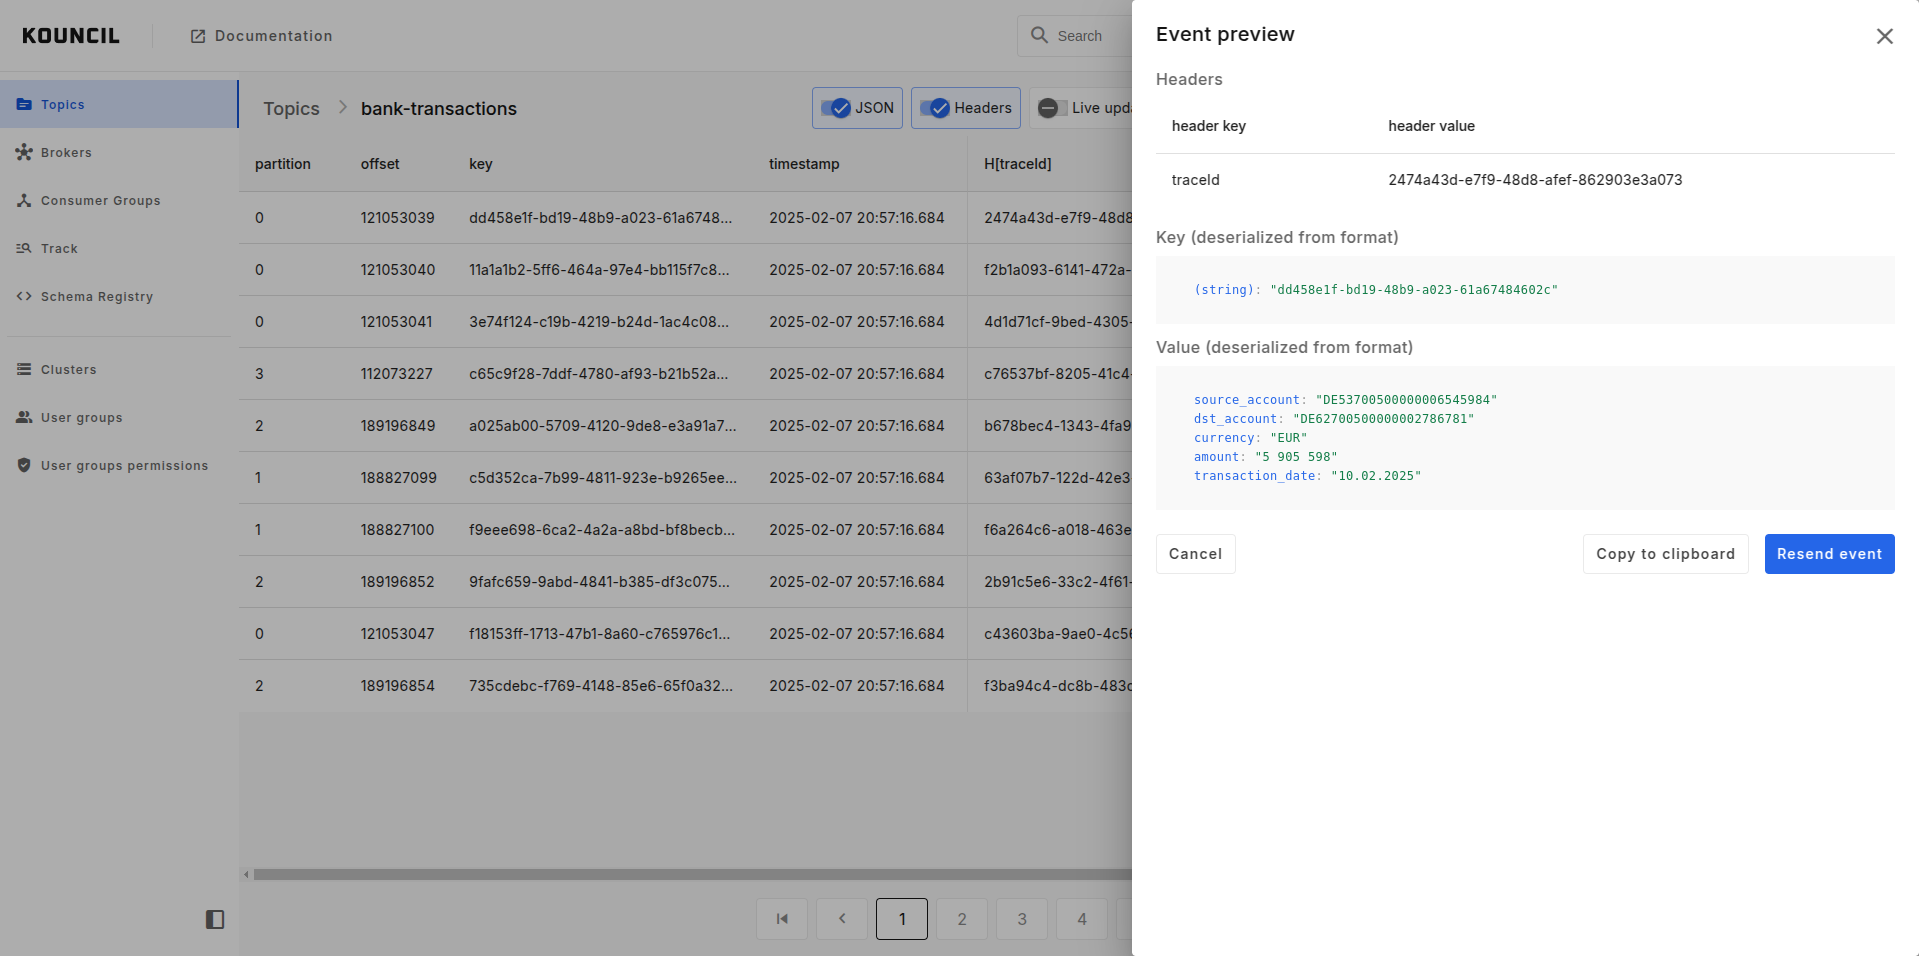 KOUNCIL
Documentation
Search
Topics
Brokers
Consumer Groups
Track
Schema Registry
Clusters
User groups
User groups permissions
Topics > bank-transactions
JSON
Headers
Live upda
partition offset key timestamp H[traceId]
0 121053039 dd458e1f-bd19-48b9-a023-61a6748... 2025-02-07 20:57:16.684 2474a43d-e7f9-48d8
0 121053040 11a1a1b2-5ff6-464a-97e4-bb115f7c8... 2025-02-07 20:57:16.684 f2b1a093-6141-472a-
0 121053041 3e74f124-c19b-4219-b24d-1ac4c08... 2025-02-07 20:57:16.684 4d1d71cf-9bed-4305-
3 112073227 c65c9f28-7ddf-4780-af93-b21b52a... 2025-02-07 20:57:16.684 c76537bf-8205-41c4-
2 189196849 a025ab00-5709-4120-9de8-e3a91a7... 2025-02-07 20:57:16.684 b678bec4-1343-4fa9
1 188827099 c5d352ca-7b99-4811-923e-b9265ee... 2025-02-07 20:57:16.684 63af07b7-122d-42e3
1 188827100 f9eee698-6ca2-4a2a-a8bd-bf8becb... 2025-02-07 20:57:16.684 f6a264c6-a018-463e
2 189196852 9fafc659-9abd-4841-b385-df3c075... 2025-02-07 20:57:16.684 2b91c5e6-33c2-4f61-
0 121053047 f18153ff-1713-47b1-8a60-c765976c1... 2025-02-07 20:57:16.684 c43603ba-9ae0-4c56
2 189196854 735cdebc-f769-4148-85e6-65f0a32... 2025-02-07 20:57:16.684 f3ba94c4-dc8b-483c
1 2 3 4
Event preview
Headers
header key header value
traceId 2474a43d-e7f9-48d8-afef-862903e3a073
Key (deserialized from format)
(string): "dd458e1f-bd19-48b9-a023-61a67484602c"
Value (deserialized from format)
source_account: "DE53700500000006545984"
dst_account: "DE62700500000002786781"
currency: "EUR"
amount: "5 905 598"
transaction_date: "10.02.2025"
Cancel
Copy to clipboard
Resend event